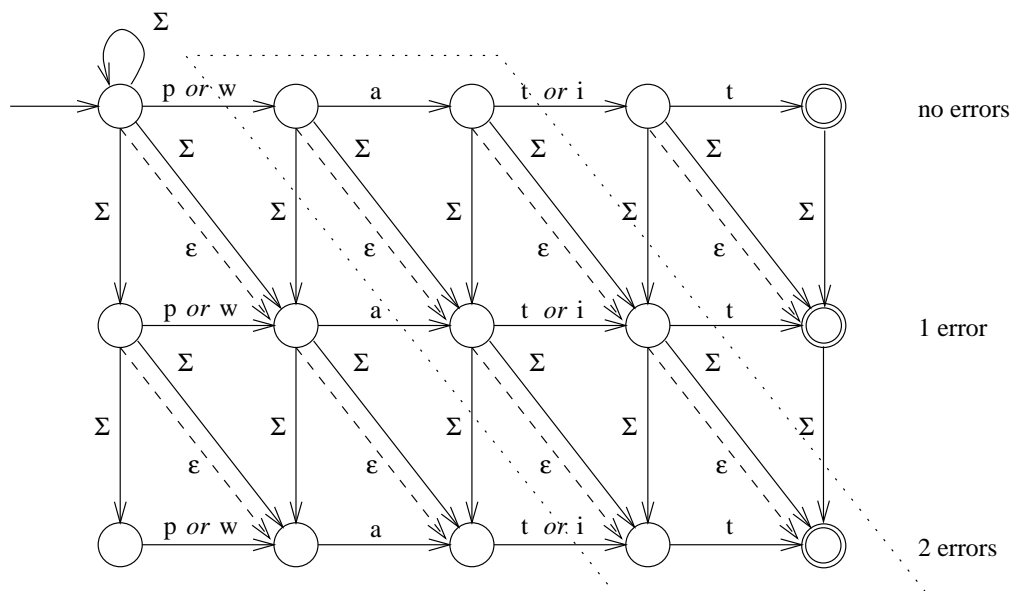 Σ
p or w a t or i t no errors
Σ Σ Σ Σ
Σ Σ Σ Σ Σ
ε ε ε ε
p or w a t or i t 1 error
Σ Σ Σ Σ
Σ Σ Σ Σ Σ
ε ε ε ε
p or w a t or i t 2 errors